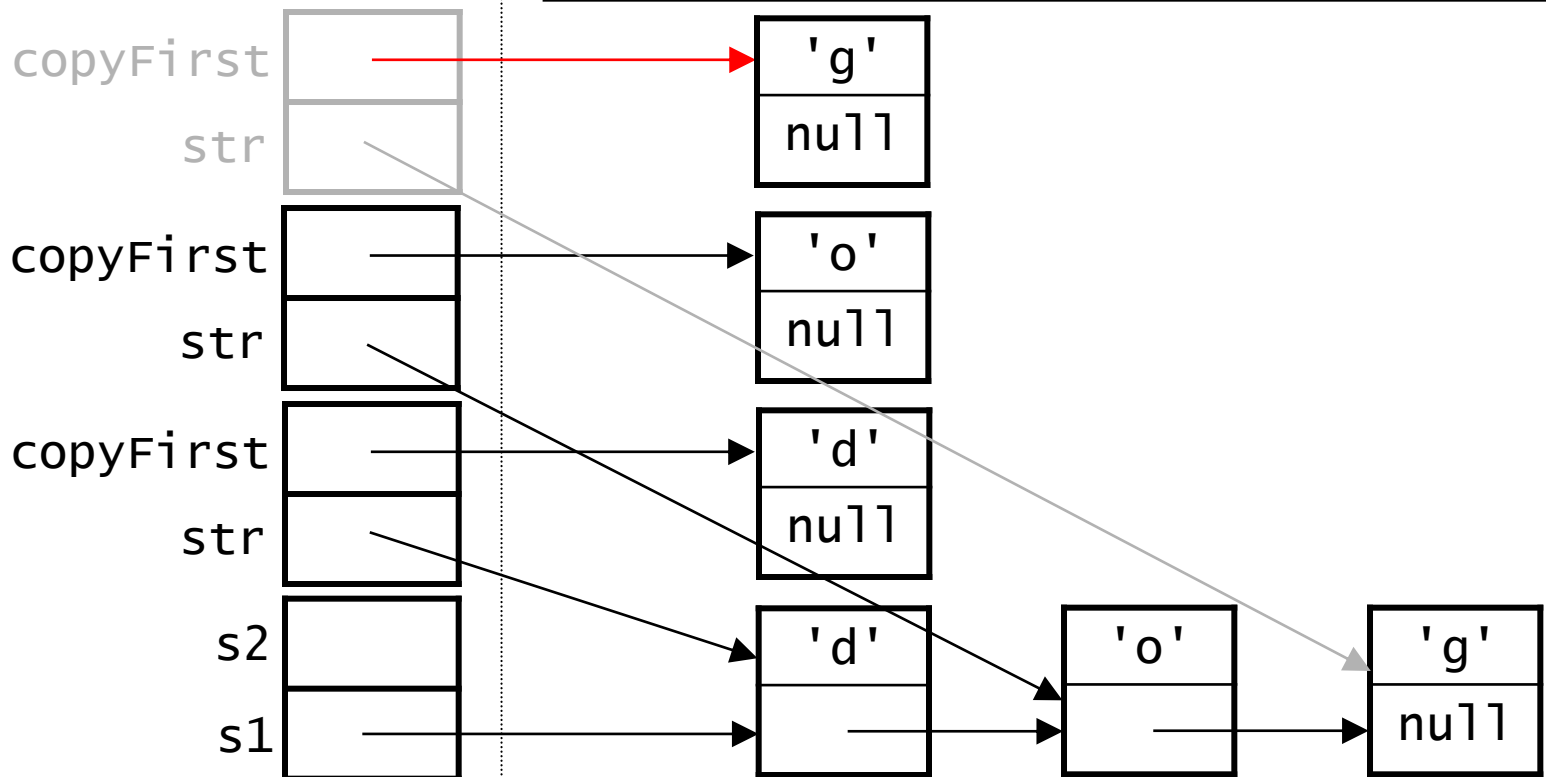 copyFirst 'g'
str null
copyFirst 'o'
str null
copyFirst 'd'
str null
s2 'd' 'o' 'g'
s1 null